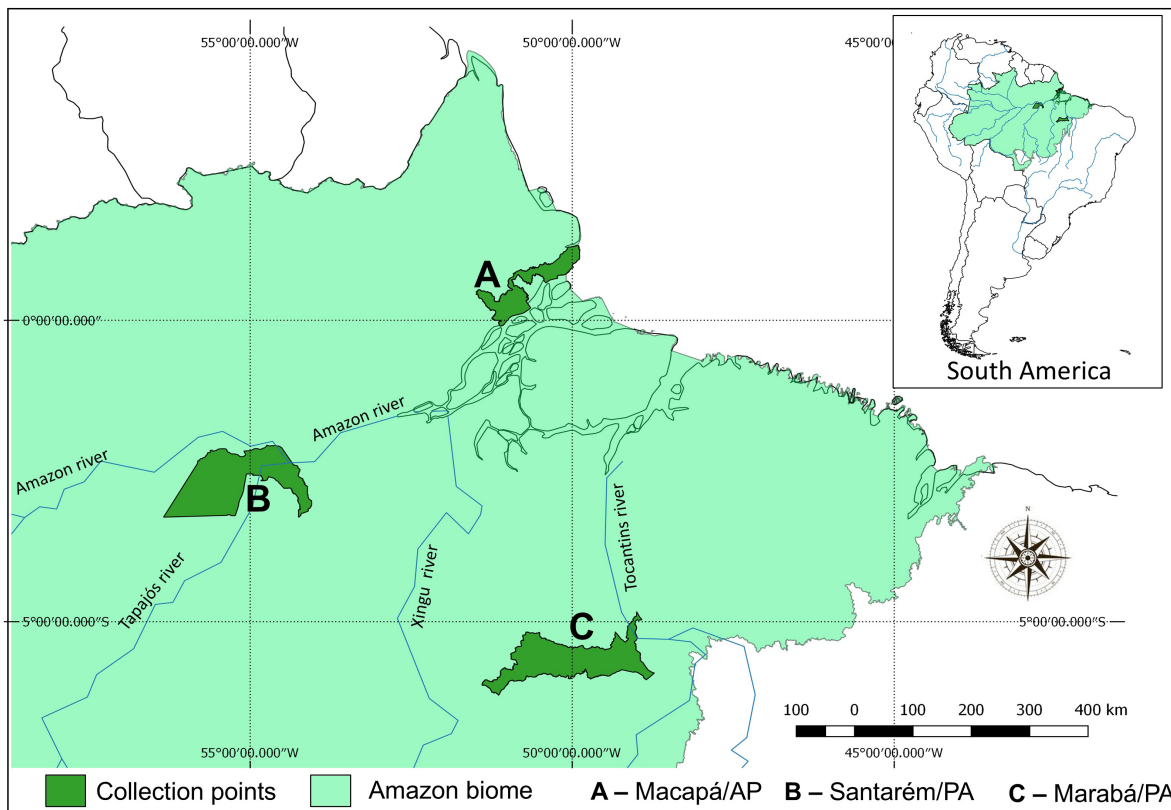 55°00′00.000″W 50°00′00.000″W 45°00′00.000″W
South America
A
0°00′00.000″
Amazon river
Amazon river
B
Tapajós river
Xingu river
Tocantins river
N
C
5°00′00.000″S 5°00′00.000″S
100 0 100 200 300 400 km
55°00′00.000″W 50°00′00.000″W 45°00′00.000″W
Collection points Amazon biome A – Macapá/AP B – Santarém/PA C – Marabá/PA